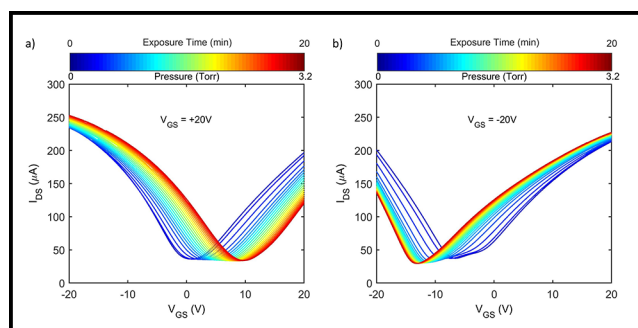 a)
0 Exposure Time (min) 20
0 Pressure (Torr) 3.2
300
250
200
150
100
50
0
I_DS (μA)
V_GS = +20V
-20 -10 0 10 20
V_GS (V)
b)
0 Exposure Time (min) 20
0 Pressure (Torr) 3.2
300
250
200
150
100
50
0
I_DS (μA)
V_GS = -20V
-20 -10 0 10 20
V_GS (V)